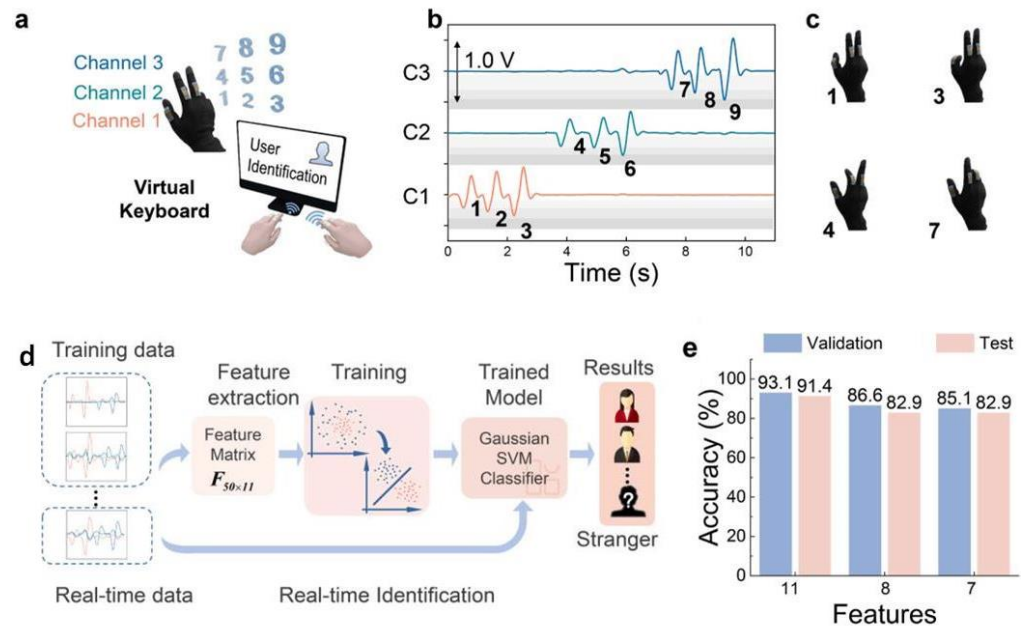 a
Channel 3
Channel 2
Channel 1
7 8 9
4 5 6
1 2 3
User
Identification
Virtual
Keyboard
b
1.0 V
C3
7
8
9
C2
4
5
6
C1
1
2
3
0 2 4 6 8 10
Time (s)
c
1
3
4
7
d
Training data
Feature
extraction
Training
Trained
Model
Results
Feature
Matrix
F50×11
Gaussian
SVM
Classifier
?
Stranger
Real-time data
Real-time Identification
e
Validation
Test
Accuracy (%)
100
80
60
40
20
0
93.1
91.4
86.6
82.9
85.1
82.9
11 8 7
Features